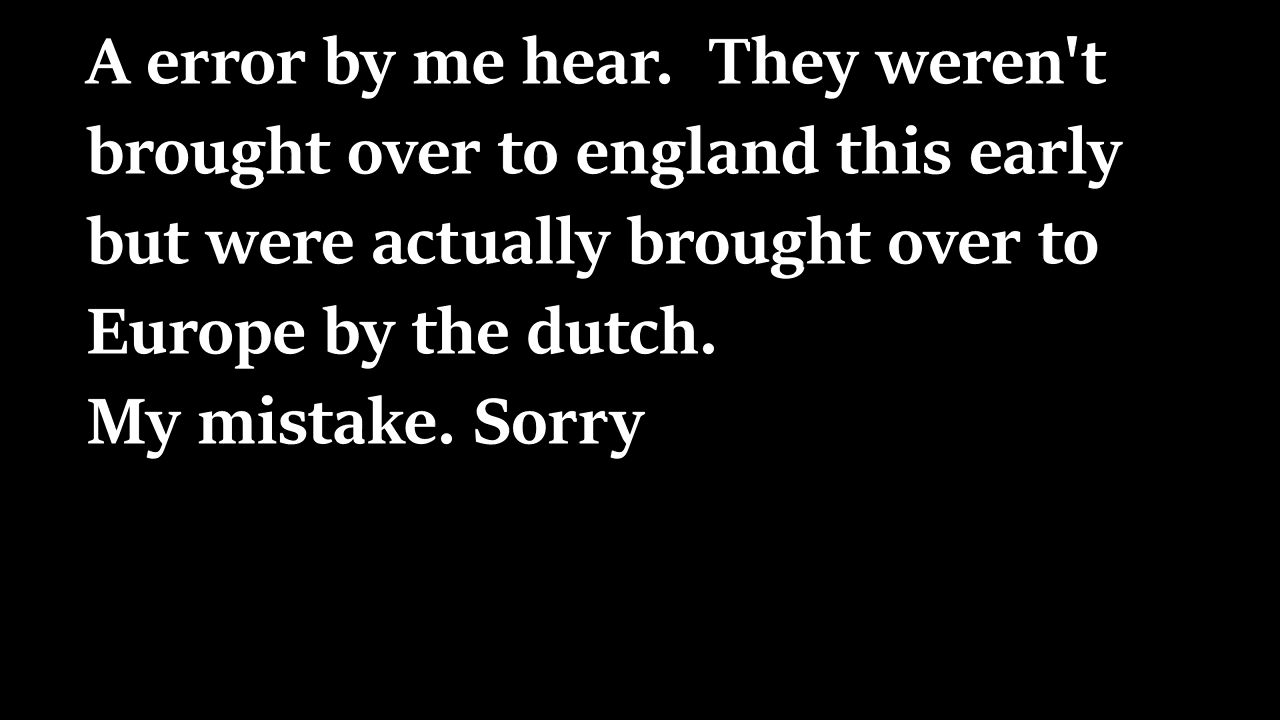 A error by me hear.  They weren't
brought over to england this early
but were actually brought over to
Europe by the dutch.
My mistake. Sorry